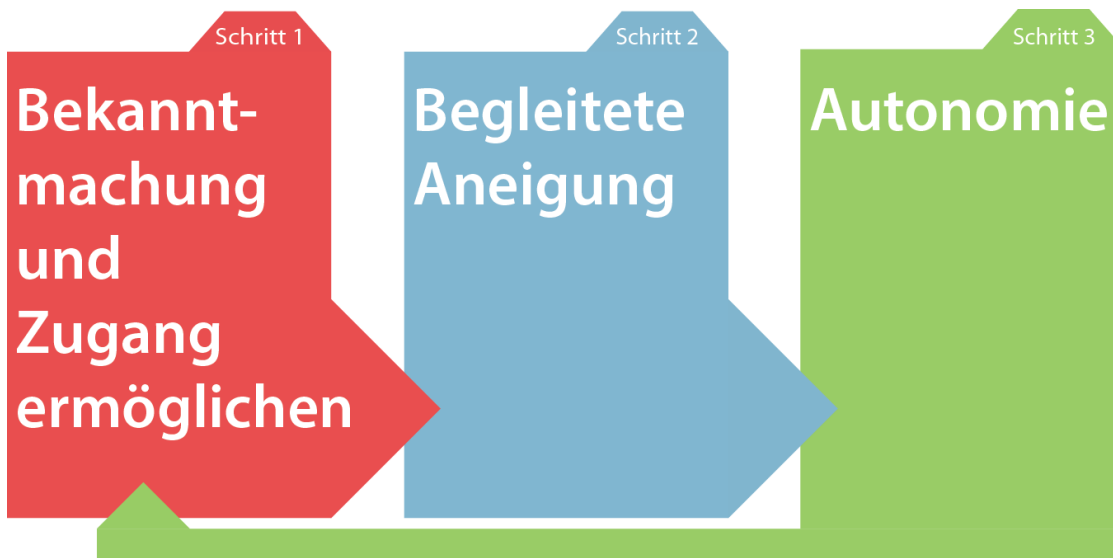 Schritt 1
Bekannt-
machung
und
Zugang
ermöglichen
Schritt 2
Begleitete
Aneigung
Schritt 3
Autonomie